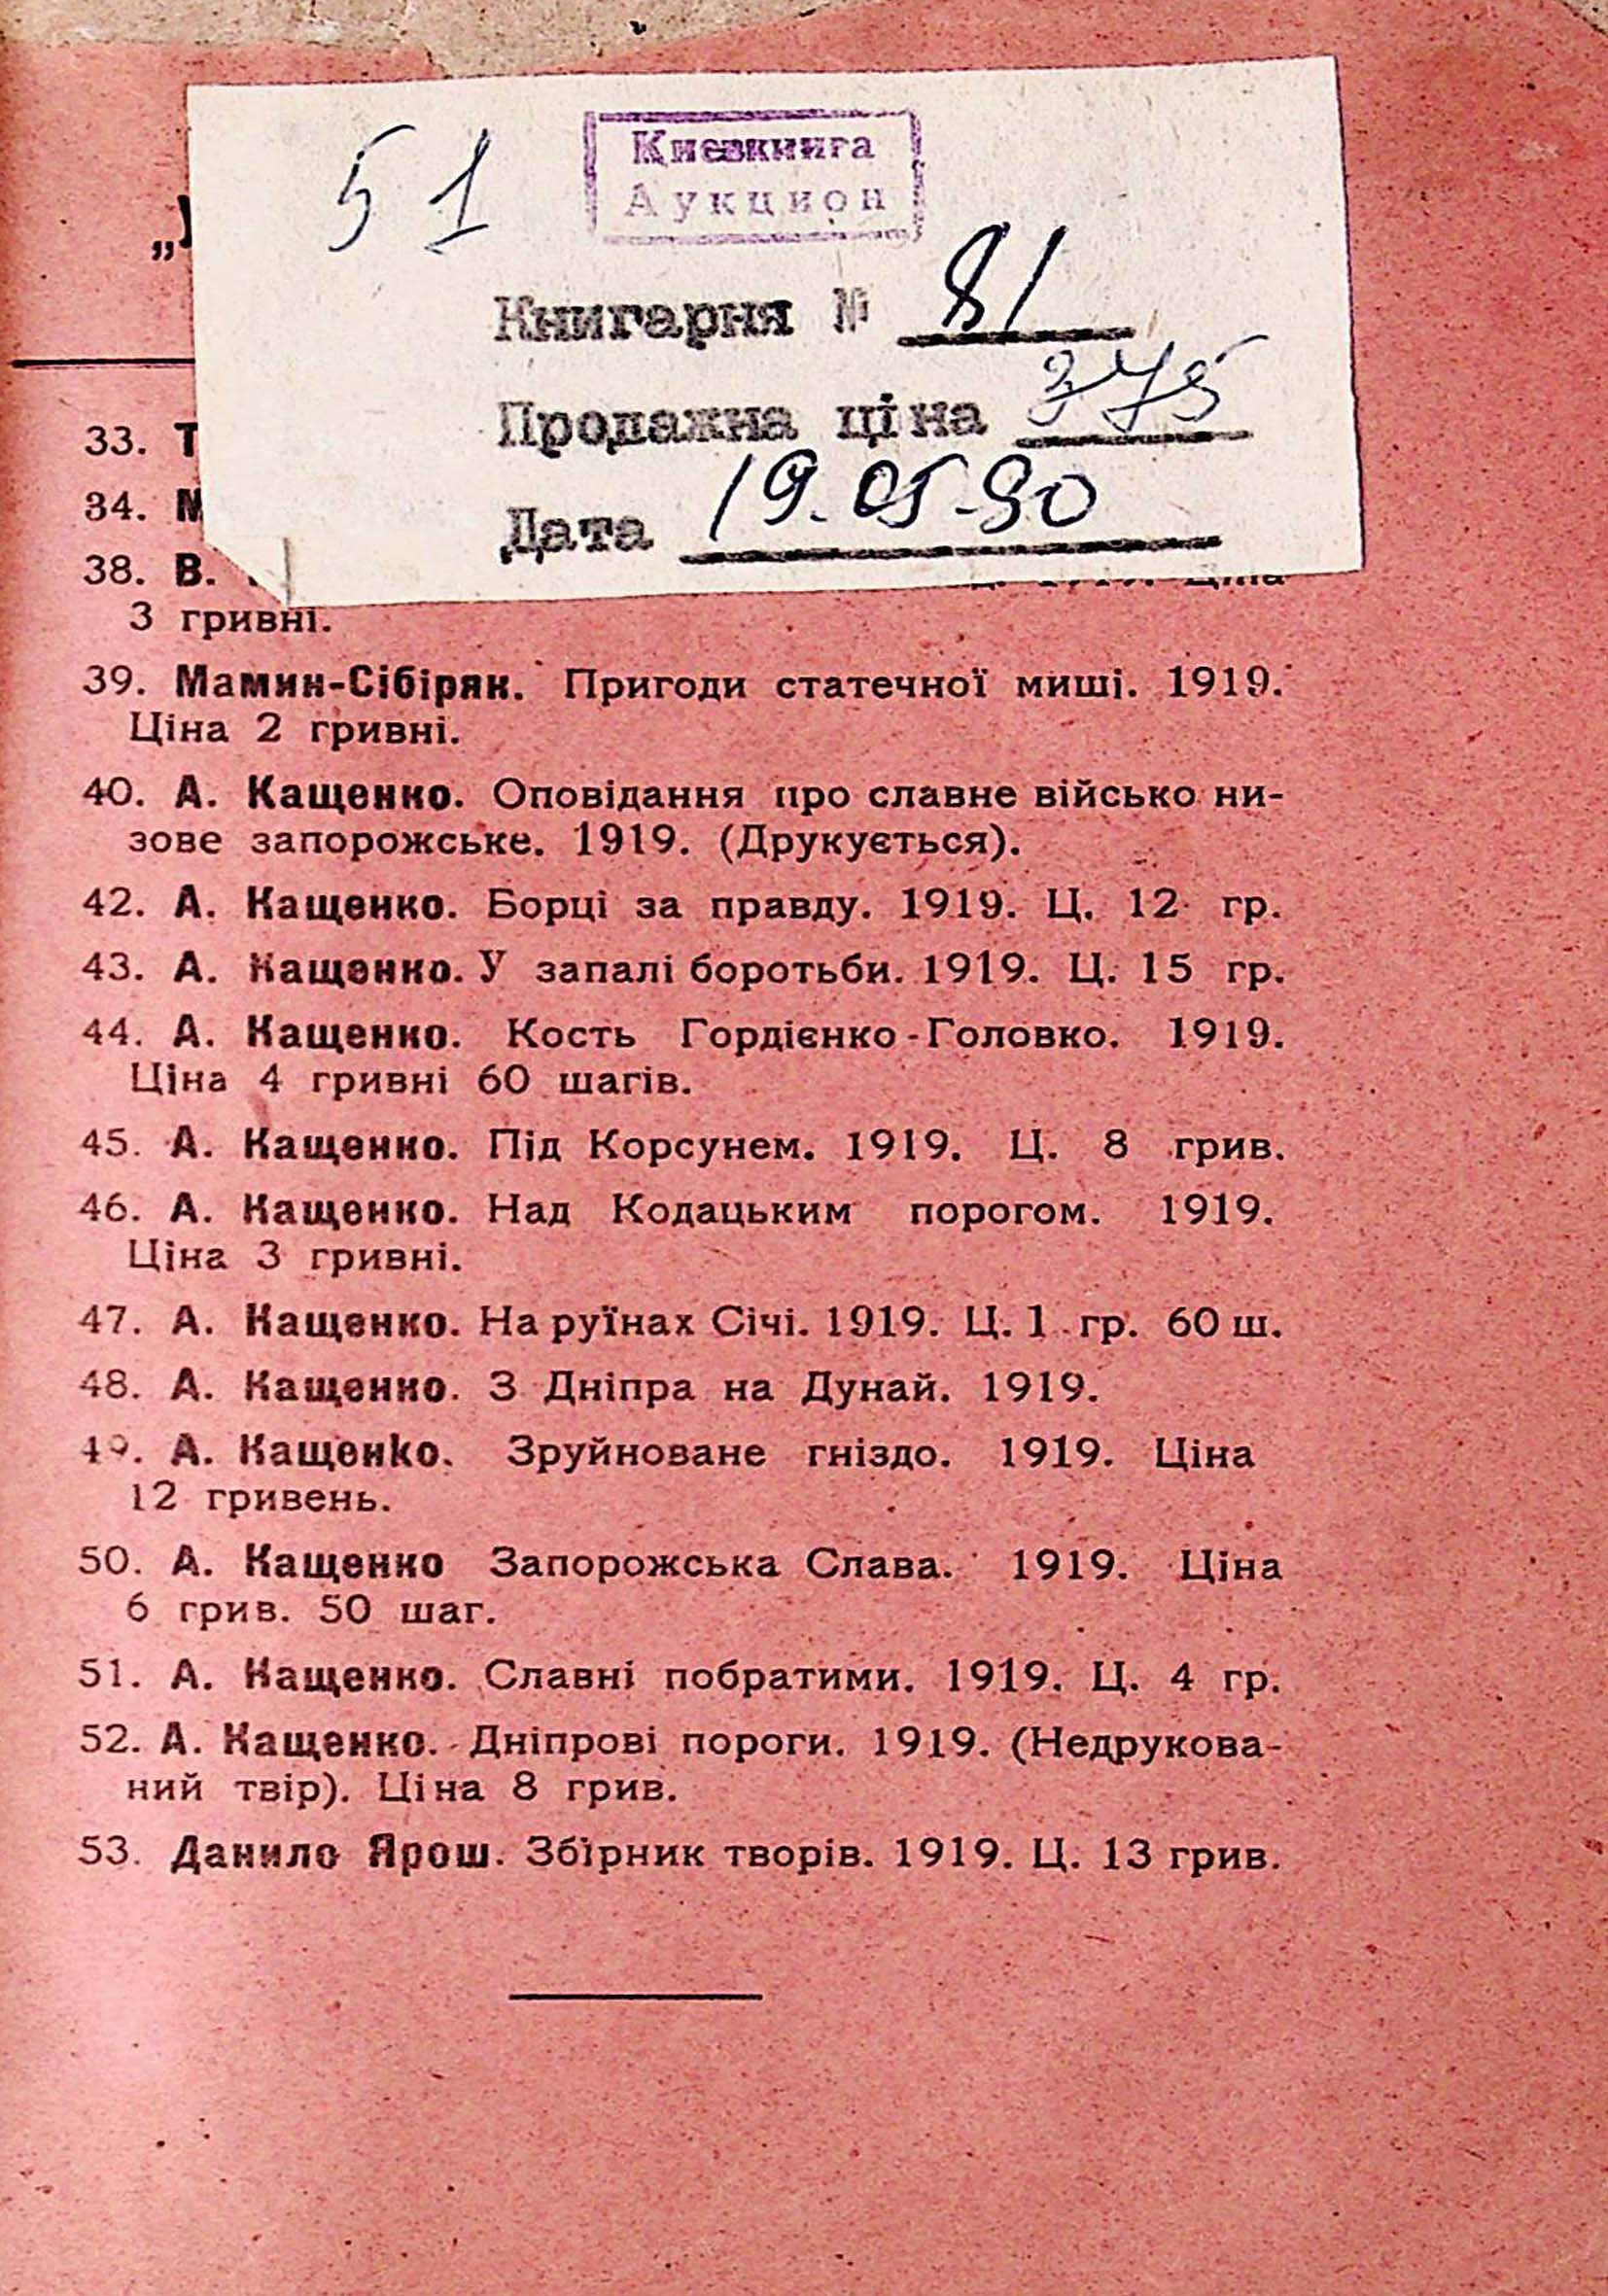 51
Киевкнига
Аукцион
Книгарня № 81
Продажна ціна 375
Дата 19.05.90
33. Т
34. М
38. В.
3 гривні.
39. Мамин-Сібіряк. Пригоди статечної миші. 1919.
Ціна 2 гривні.
40. А. Кащенко. Оповідання про славне військо ни-
зове запорожське. 1919. (Друкується).
42. А. Кащенко. Борці за правду. 1919. Ц. 12 гр.
43. А. Кащенко. У запалі боротьби. 1919. Ц. 15 гр.
44. А. Кащенко. Кость Гордієнко-Головко. 1919.
Ціна 4 гривні 60 шагів.
45. А. Кащенко. Під Корсунем. 1919. Ц. 8 грив.
46. А. Кащенко. Над Кодацьким порогом. 1919.
Ціна 3 гривні.
47. А. Кащенко. На руїнах Січі. 1919. Ц. 1 гр. 60 ш.
48. А. Кащенко. З Дніпра на Дунай. 1919.
49. А. Кащенко. Зруйноване гніздо. 1919. Ціна
12 гривень.
50. А. Кащенко Запорожська Слава. 1919. Ціна
6 грив. 50 шаг.
51. А. Кащенко. Славні побратими. 1919. Ц. 4 гр.
52. А. Кащенко. Дніпрові пороги. 1919. (Недрукова-
ний твір). Ціна 8 грив.
53. Данило Ярош. Збірник творів. 1919. Ц. 13 грив.